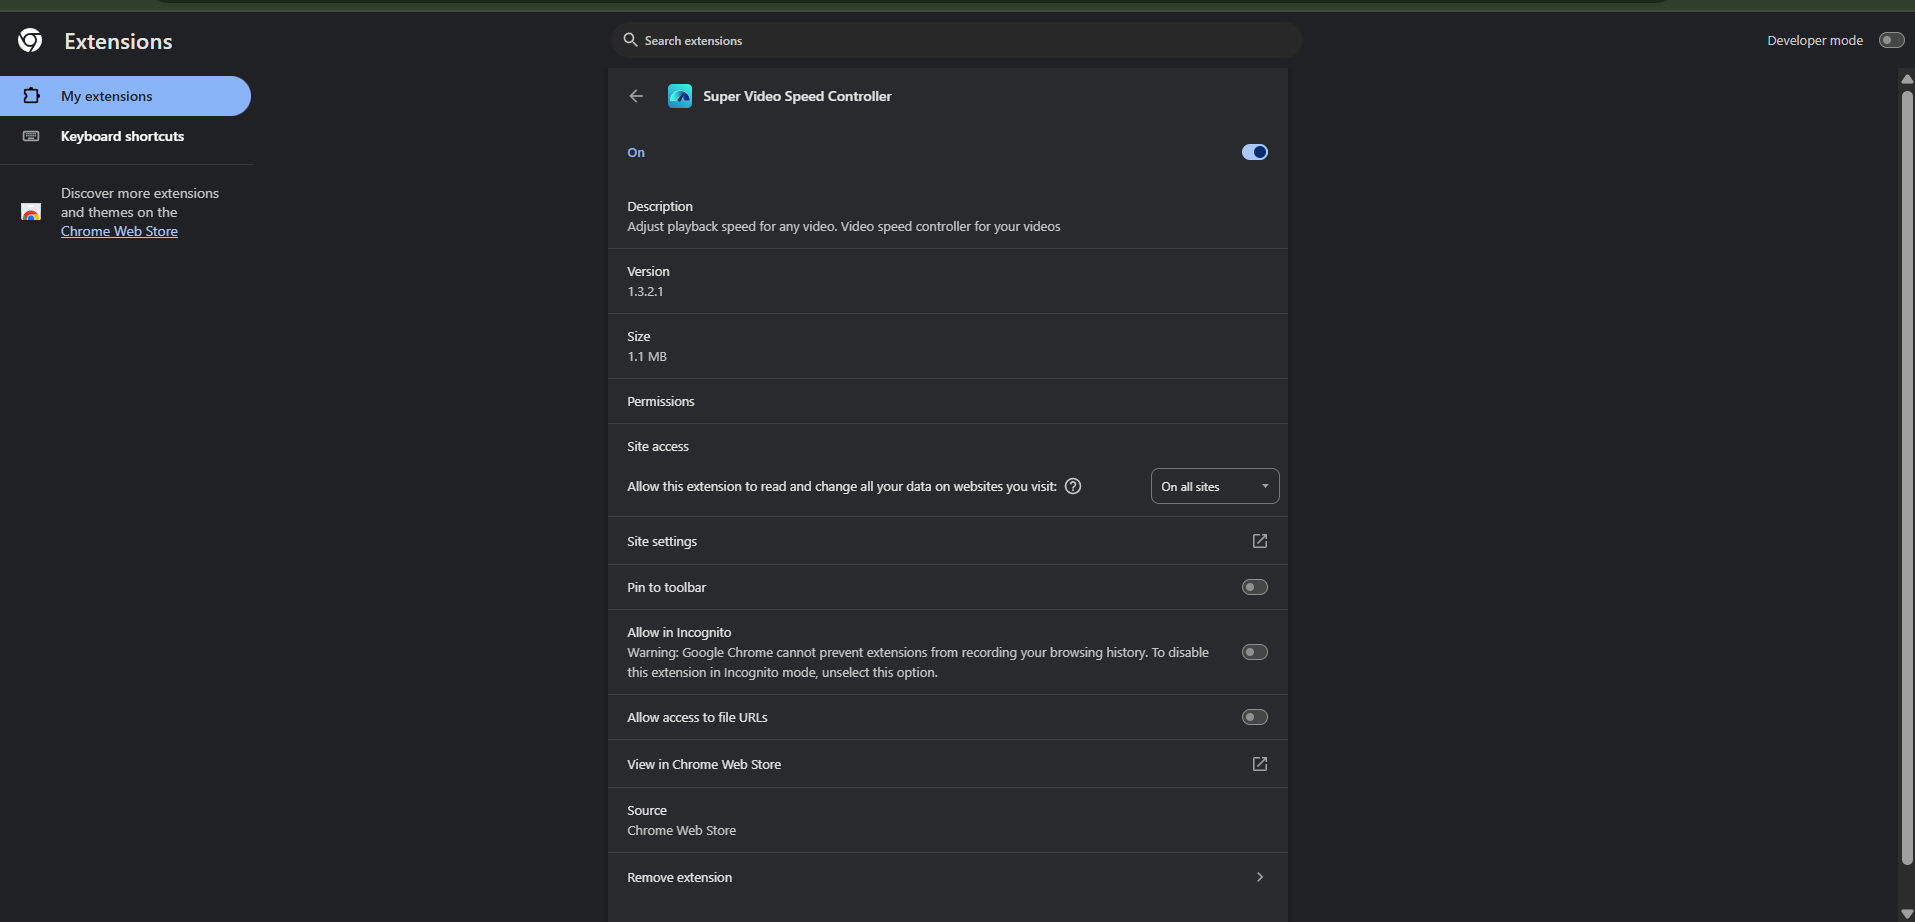 Extensions
Search extensions
Developer mode
My extensions
Keyboard shortcuts
Discover more extensions
and themes on the
Chrome Web Store
Super Video Speed Controller
On
Description
Adjust playback speed for any video. Video speed controller for your videos
Version
1.3.2.1
Size
1.1 MB
Permissions
Site access
Allow this extension to read and change all your data on websites you visit:
On all sites
Site settings
Pin to toolbar
Allow in Incognito
Warning: Google Chrome cannot prevent extensions from recording your browsing history. To disable
this extension in Incognito mode, unselect this option.
Allow access to file URLs
View in Chrome Web Store
Source
Chrome Web Store
Remove extension